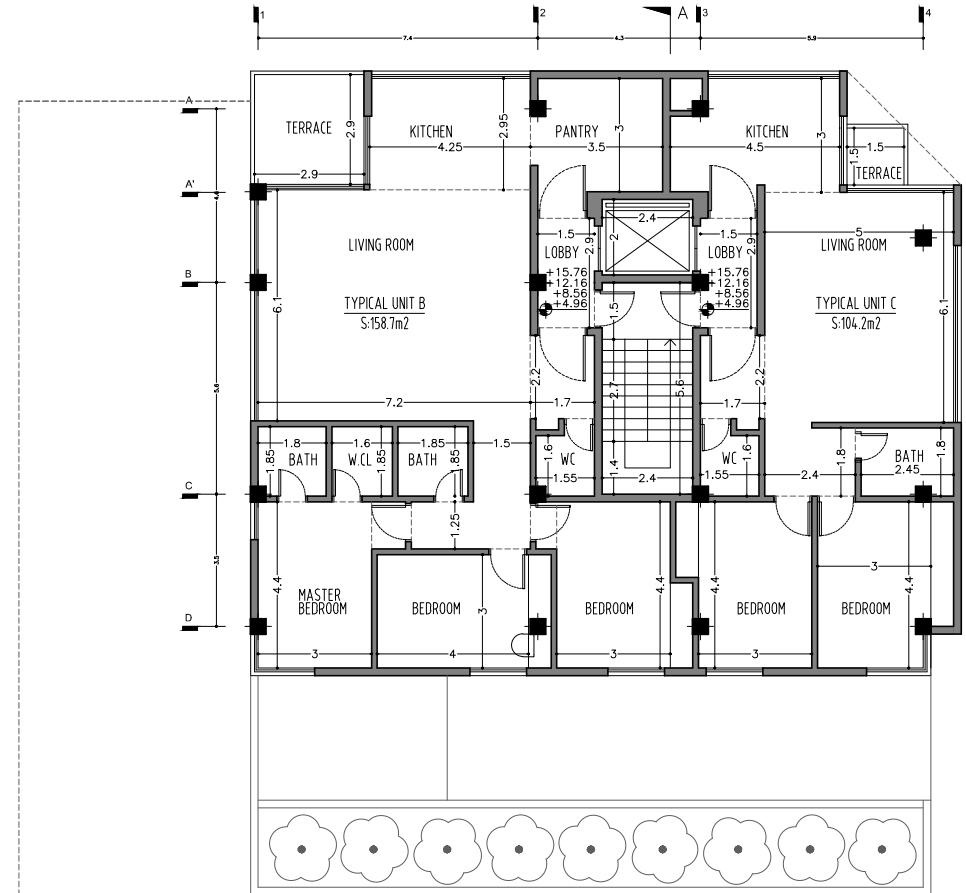 1
2
A
3
4
7.4
4.3
5.9
A
TERRACE
2.9
2.9
KITCHEN
4.25
2.95
PANTRY
3
3.5
KITCHEN
4.5
3
1.5
1.5
TERRACE
A'
LIVING ROOM
2.4
2
1.5
LOBBY
2.9
+15.76
+12.16
+8.56
+4.96
1.5
LOBBY
2.9
+15.76
+12.16
+8.56
+4.96
5
LIVING ROOM
B
6.1
TYPICAL UNIT B
S:158.7m2
1.5
TYPICAL UNIT C
S:104.2m2
6.1
5.6
7.2
2.2
1.7
2.7
5.6
2.2
1.7
1.8
1.85
BATH
1.6
W.CL
1.85
1.85
BATH
1.85
1.5
1.6
WC
1.55
1.4
2.4
WC
1.55
1.6
2.4
1.8
BATH
2.45
1.8
C
1.25
3.5
4.4
MASTER
BEDROOM
3
BEDROOM
3
4
BEDROOM
4.4
3
4.4
BEDROOM
3
3
BEDROOM
4.4
D